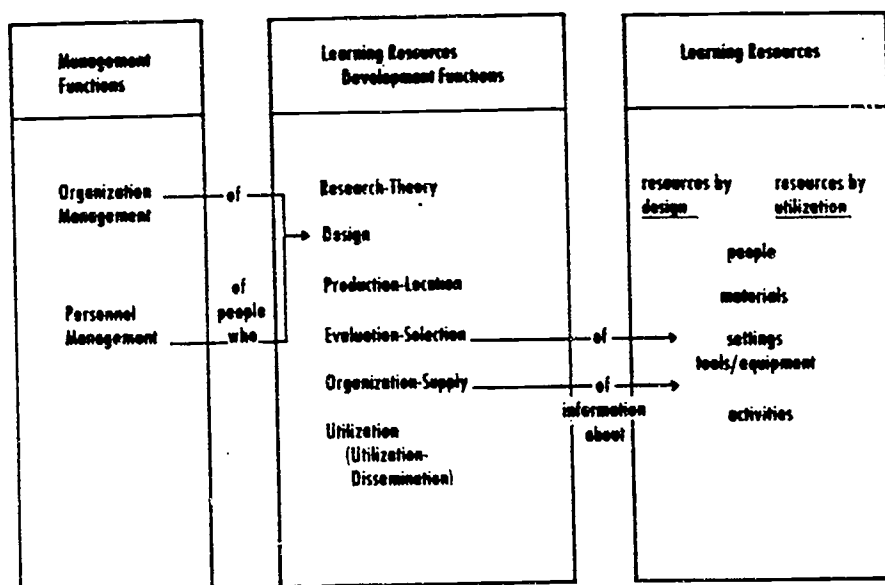 Management
Functions
Organization
Management
Personnel
Management
of
of
people
who
Learning Resources
Development Functions
Research-Theory
Design
Production-Location
Evaluation-Selection
Organization-Supply
Utilization
(Utilization-
Dissemination)
of
of
information
about
Learning Resources
resources by
design
resources by
utilization
people
materials
settings
tools/equipment
activities